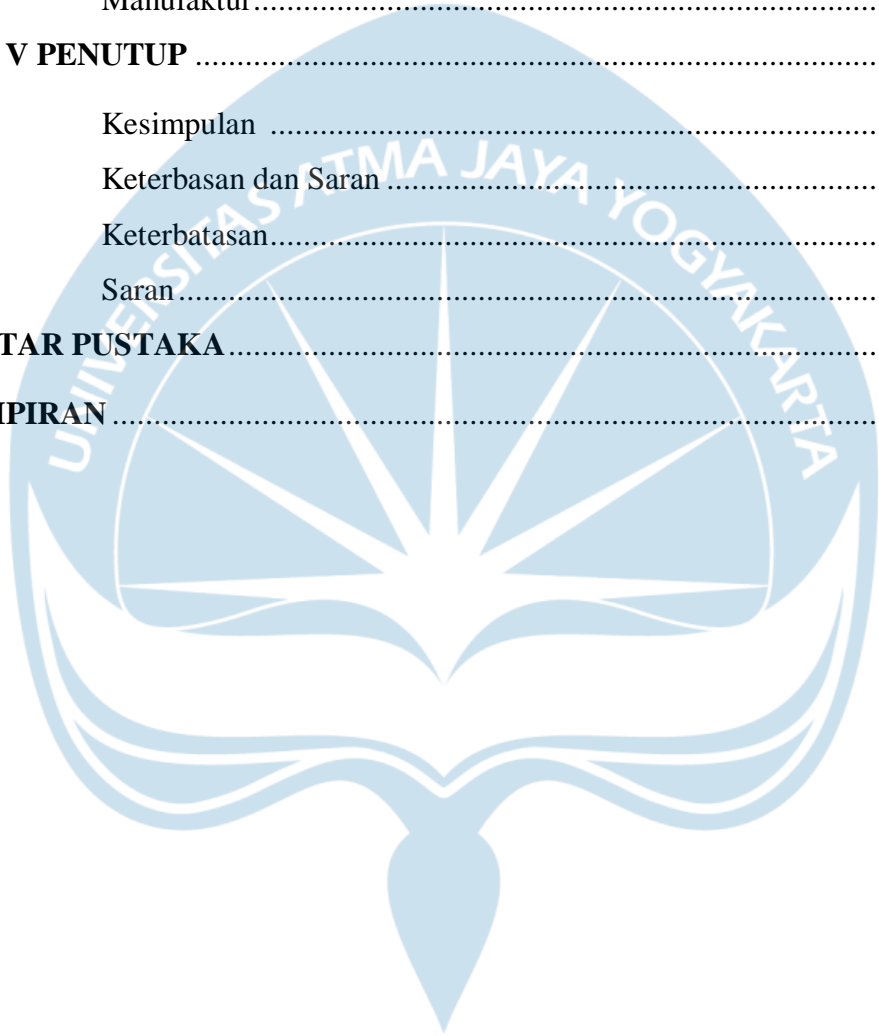 Manufaktur........................................................................
V PENUTUP ........................................................................
Kesimpulan ........................................................................
Keterbasan dan Saran ........................................................................
Keterbatasan........................................................................
Saran........................................................................
TAR PUSTAKA........................................................................
IPIRAN ........................................................................
UNIVERSITAS ATMA JAYA YOGYAKARTA